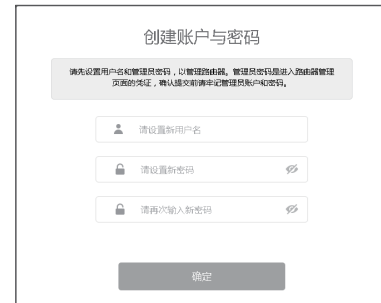 创建账户与密码
请先设置用户名和管理员密码，以管理路由器。管理员密码是进入路由器管理
页面的凭证，确认提交前请牢记管理员账户和密码。
请设置新用户名
请设置新密码
请再次输入新密码
确定